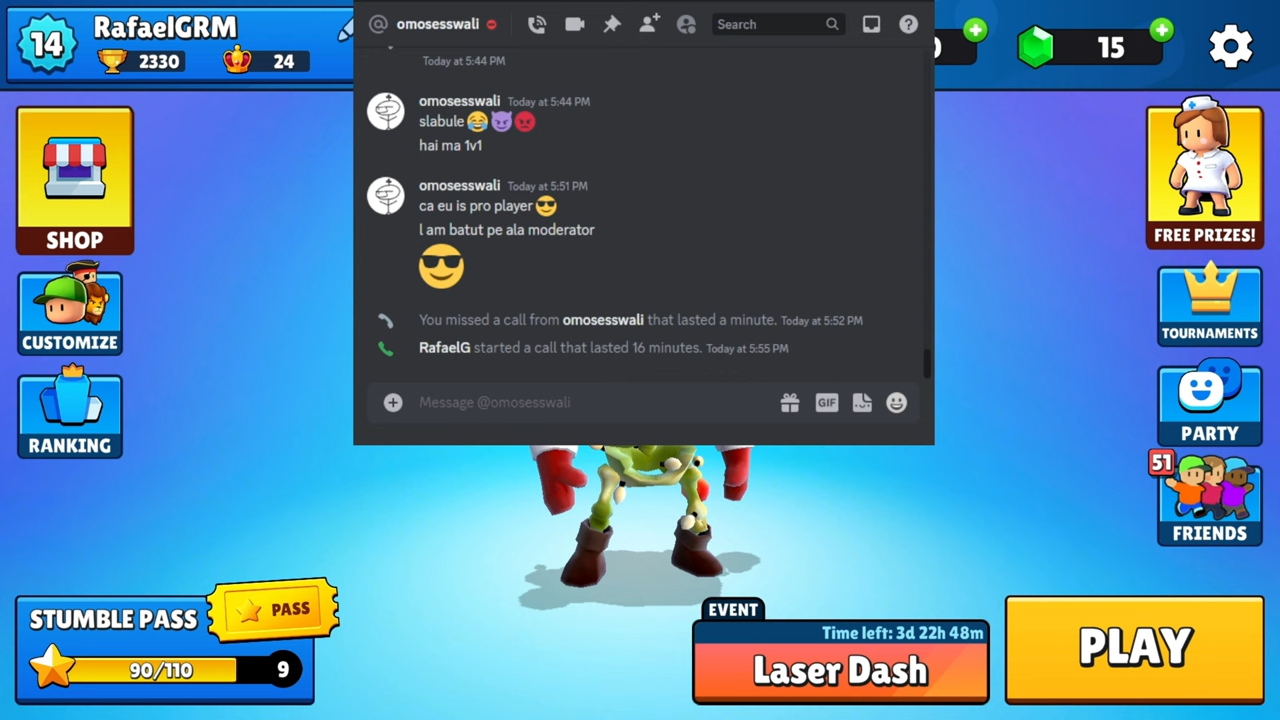 14
RafaelGRM
2330
24
@ omosesswali
Search
15
Today at 5:44 PM
omosesswali Today at 5:44 PM
slabule 😂😈😡
hai ma 1v1
omosesswali Today at 5:51 PM
ca eu is pro player 😎
l am batut pe ala moderator
😎
You missed a call from omosesswali that lasted a minute. Today at 5:52 PM
RafaelG started a call that lasted 16 minutes. Today at 5:55 PM
Message @omosesswali
GIF
SHOP
CUSTOMIZE
RANKING
FREE PRIZES!
TOURNAMENTS
PARTY
51
FRIENDS
STUMBLE PASS
PASS
90/110
9
EVENT
Time left: 3d 22h 48m
Laser Dash
PLAY